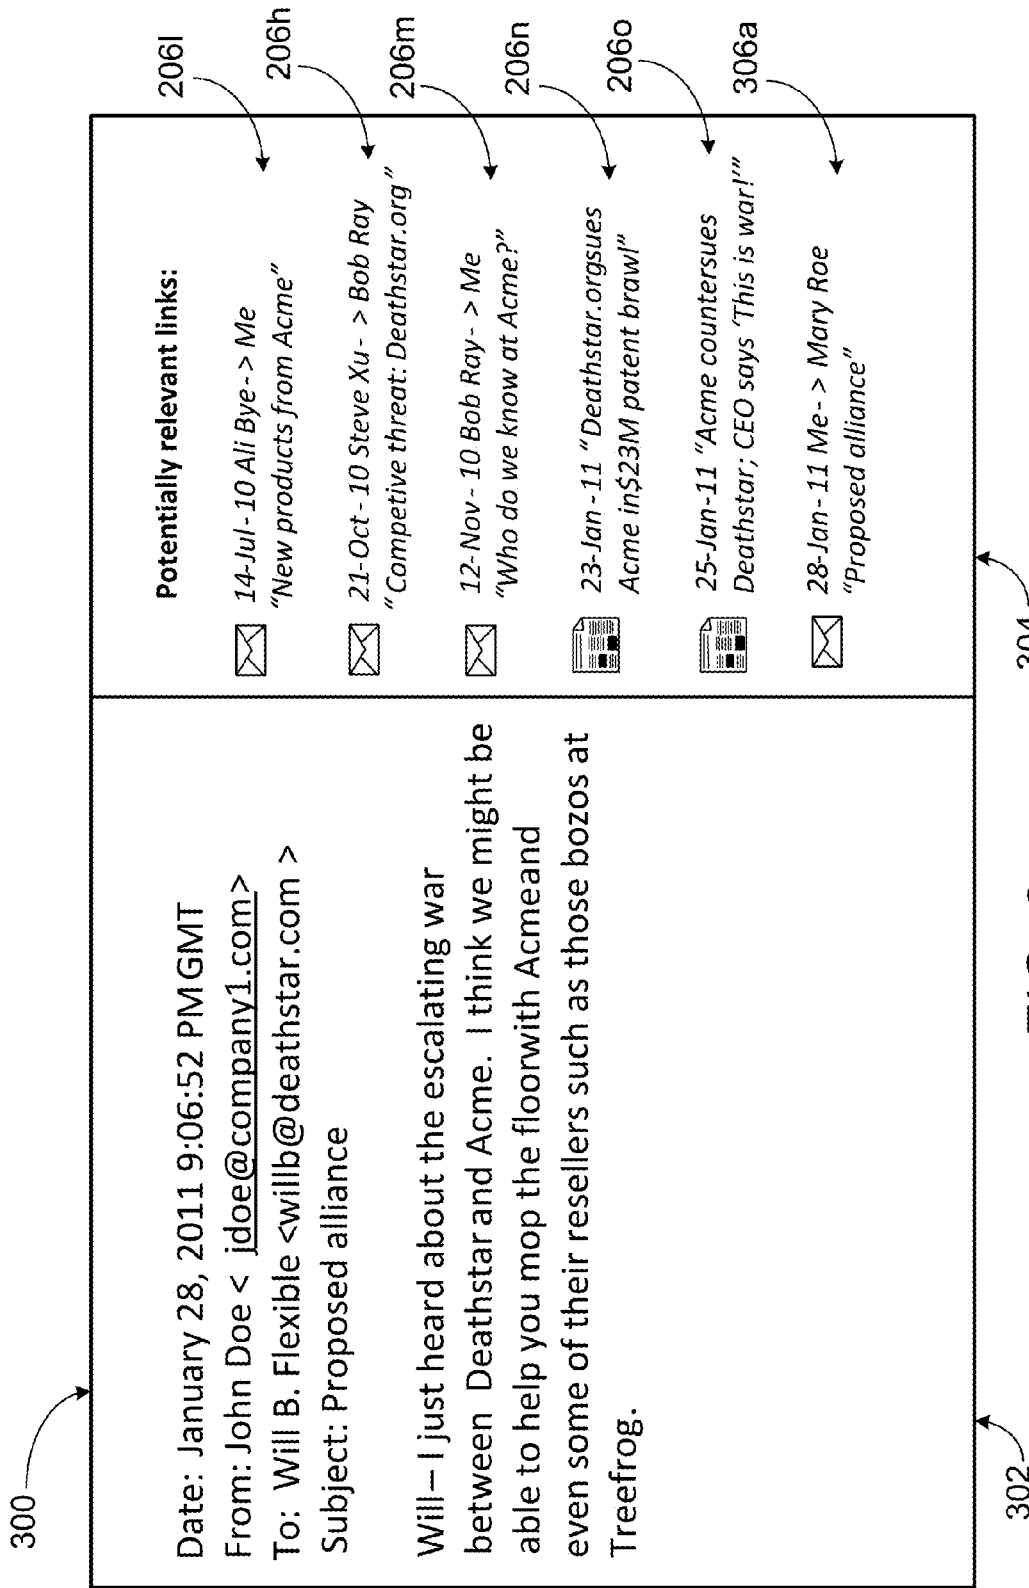 300
Date: January 28, 2011 9:06:52 PM GMT
From: John Doe < jdoe@company1.com>
To: Will B. Flexible <willb@deathstar.com >
Subject: Proposed alliance
Will—I just heard about the escalating war
between Deathstar and Acme. I think we might be
able to help you mop the floorwith Acmeand
even some of their resellers such as those bozos at
Treefrog.
302
Potentially relevant links:
14-Jul-10 Ali Bye-> Me
“New products from Acme”
206l
21-Oct-10 Steve Xu- > Bob Ray
“Competive threat: Deathstar.org”
206h
12-Nov-10 Bob Ray- > Me
“Who do we know at Acme?”
206m
23-Jan-11 “Deathstar.orgsues
Acme in$23M patent brawl”
206n
25-Jan-11 “Acme countersues
Deathstar; CEO says ‘This is war!’”
206o
28-Jan-11 Me- > Mary Roe
“Proposed alliance”
306a
304